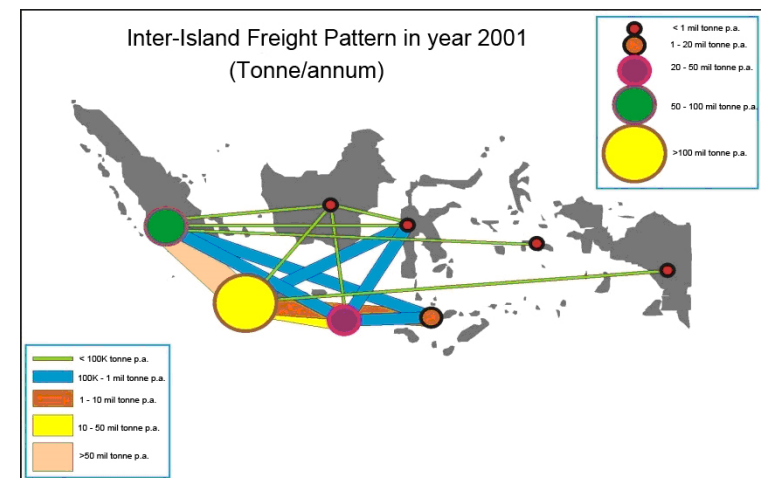 Inter-Island Freight Pattern in year 2001
(Tonne/annum)
< 1 mil tonne p.a.
1 - 20 mil tonne p.a.
20 - 50 mil tonne p.a.
50 - 100 mil tonne p.a.
>100 mil tonne p.a.
< 100K tonne p.a.
100K - 1 mil tonne p.a.
1 - 10 mil tonne p.a.
10 - 50 mil tonne p.a.
>50 mil tonne p.a.